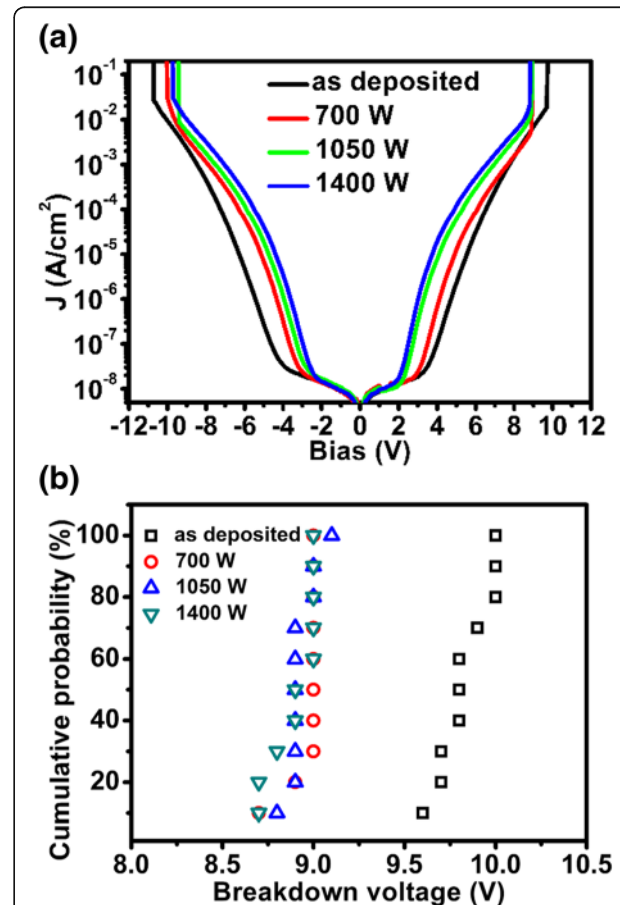 (a)
10⁻¹
10⁻²
10⁻³
10⁻⁴
10⁻⁵
10⁻⁶
10⁻⁷
10⁻⁸
J (A/cm²)
as deposited
700 W
1050 W
1400 W
-12 -10 -8 -6 -4 -2 0 2 4 6 8 10 12
Bias (V)
(b)
100
80
60
40
20
Cumulative probability (%)
as deposited
700 W
1050 W
1400 W
8.0 8.5 9.0 9.5 10.0 10.5
Breakdown voltage (V)